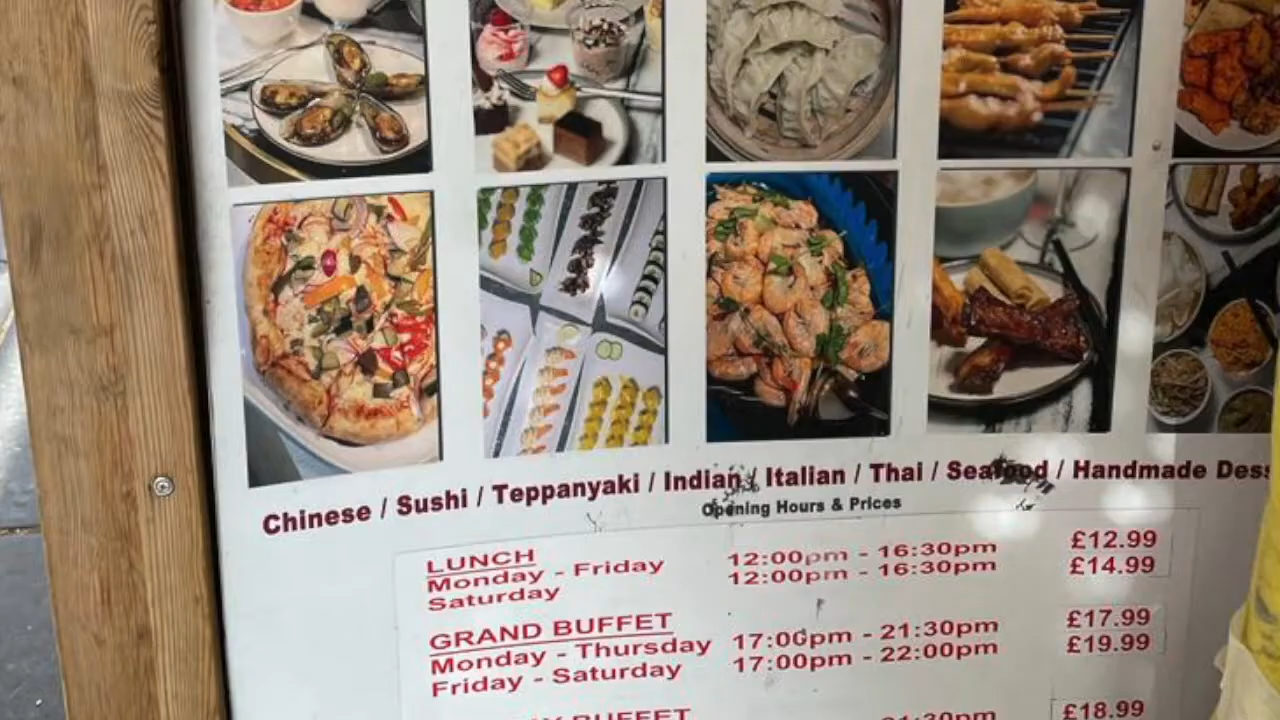 Chinese / Sushi / Teppanyaki / Indian / Italian / Thai / Seafood / Handmade
Opening Hours & Prices
LUNCH
Monday - Friday 12:00pm - 16:30pm £12.99
Saturday 12:00pm - 16:30pm £14.99
GRAND BUFFET
Monday - Thursday 17:00pm - 21:30pm £17.99
Friday - Saturday 17:00pm - 22:00pm £19.99
BUFFET
21:30pm £18.99